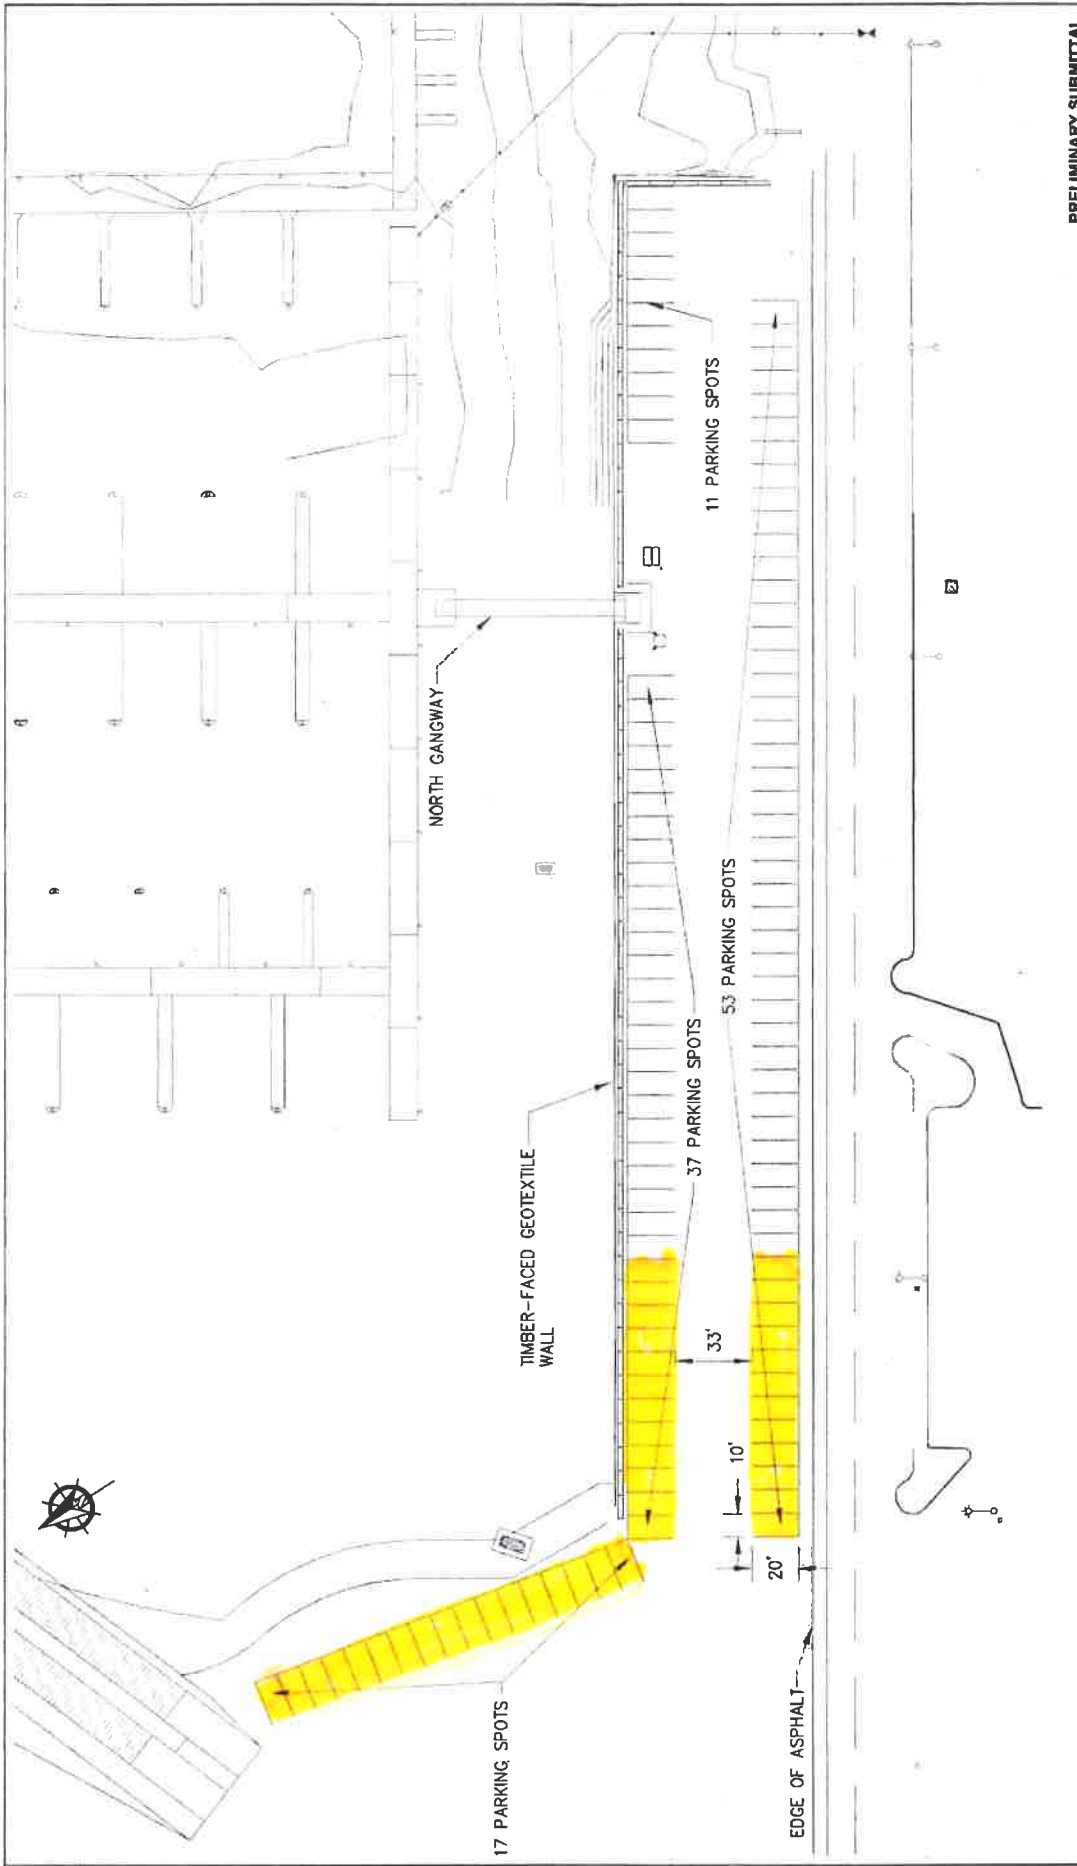 PRELIMINARY SUBMITTAL
NORTH GANGWAY
11 PARKING SPOTS
TIMBER-FACED GEOTEXTILE
WALL
37 PARKING SPOTS
53 PARKING SPOTS
33'
10'
20'
17 PARKING SPOTS
EDGE OF ASPHALT